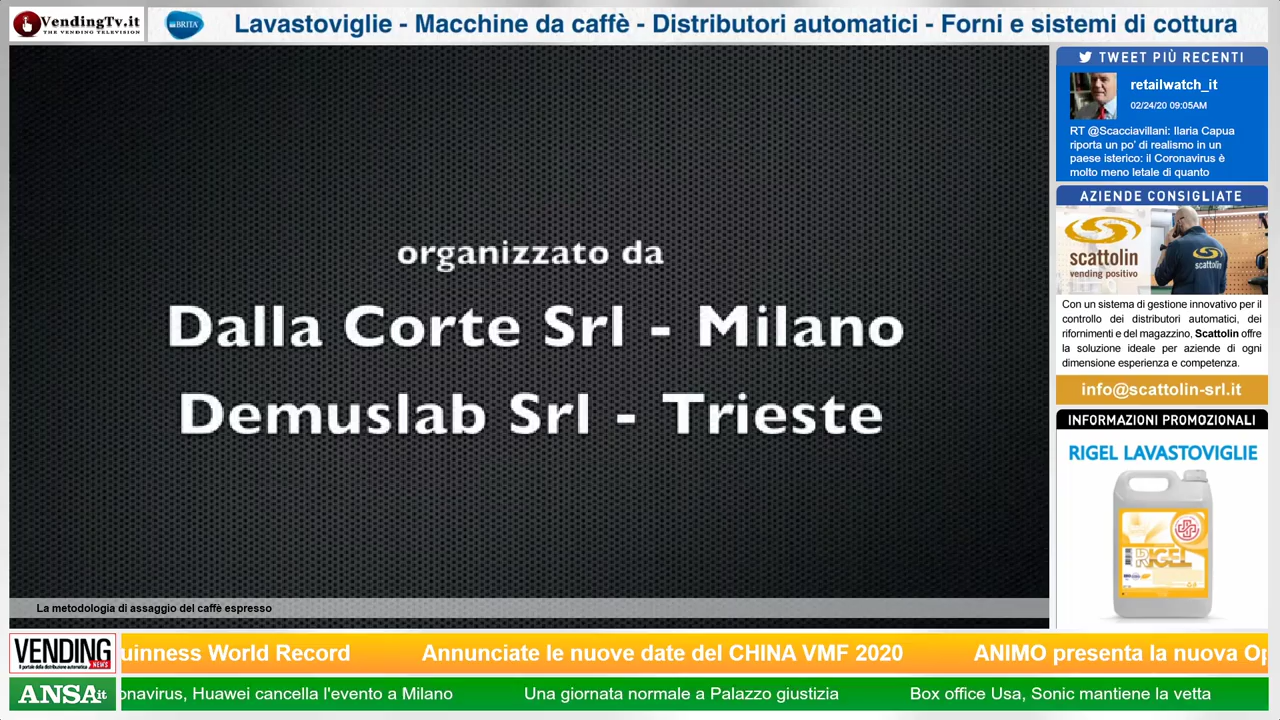 VendingTv.it
THE VENDING TELEVISION
BRITA
Lavastoviglie - Macchine da caffè - Distributori automatici - Forni e sistemi di cottura
organizzato da
Dalla Corte Srl - Milano
Demuslab Srl - Trieste
La metodologia di assaggio del caffè espresso
TWEET PIÙ RECENTI
retailwatch_it
02/24/20 09:05AM
RT @Scacciavillani: Ilaria Capua
riporta un po' di realismo in un
paese isterico: il Coronavirus è
molto meno letale di quanto
AZIENDE CONSIGLIATE
scattolin
vending positivo
scattolin
Con un sistema di gestione innovativo per il
controllo dei distributori automatici, dei
rifornimenti e del magazzino, Scattolin offre
la soluzione ideale per aziende di ogni
dimensione esperienza e competenza.
info@scattolin-srl.it
INFORMAZIONI PROMOZIONALI
RIGEL LAVASTOVIGLIE
RIGEL
VENDING
NEWS
Il portale della distribuzione automatica
uinness World Record Annunciate le nuove date del CHINA VMF 2020 ANIMO presenta la nuova Op
ANSA.it
onavirus, Huawei cancella l'evento a Milano Una giornata normale a Palazzo giustizia Box office Usa, Sonic mantiene la vetta